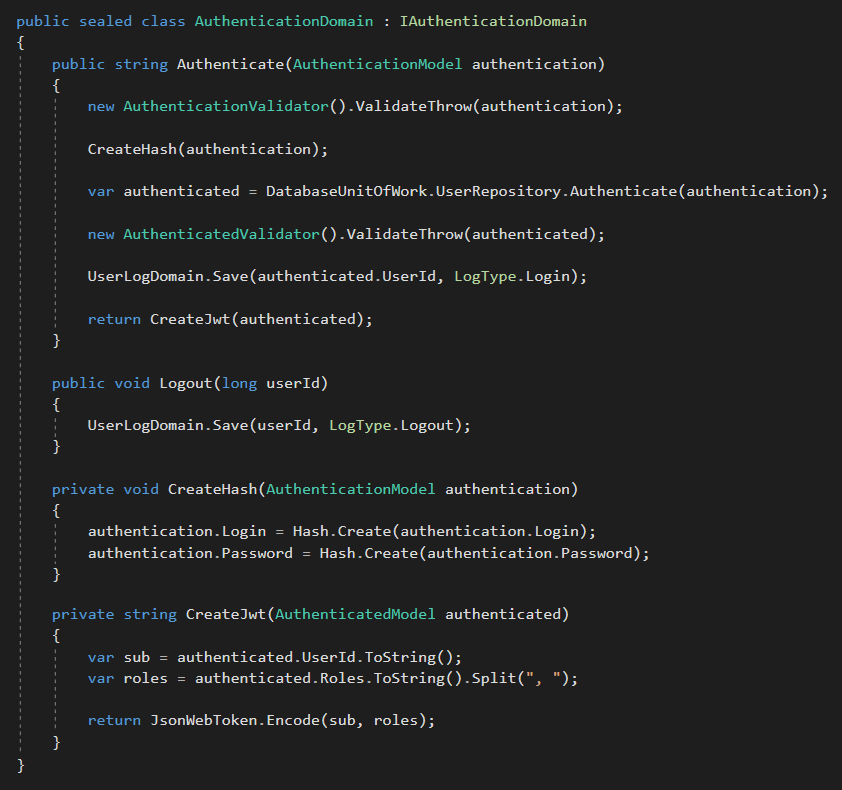 public sealed class AuthenticationDomain : IAuthenticationDomain
{
    public string Authenticate(AuthenticationModel authentication)
    {
        new AuthenticationValidator().ValidateThrow(authentication);

        CreateHash(authentication);

        var authenticated = DatabaseUnitOfWork.UserRepository.Authenticate(authentication);

        new AuthenticatedValidator().ValidateThrow(authenticated);

        UserLogDomain.Save(authenticated.UserId, LogType.Login);

        return CreateJwt(authenticated);
    }

    public void Logout(long userId)
    {
        UserLogDomain.Save(userId, LogType.Logout);
    }

    private void CreateHash(AuthenticationModel authentication)
    {
        authentication.Login = Hash.Create(authentication.Login);
        authentication.Password = Hash.Create(authentication.Password);
    }

    private string CreateJwt(AuthenticatedModel authenticated)
    {
        var sub = authenticated.UserId.ToString();
        var roles = authenticated.Roles.ToString().Split(", ");

        return JsonWebToken.Encode(sub, roles);
    }
}